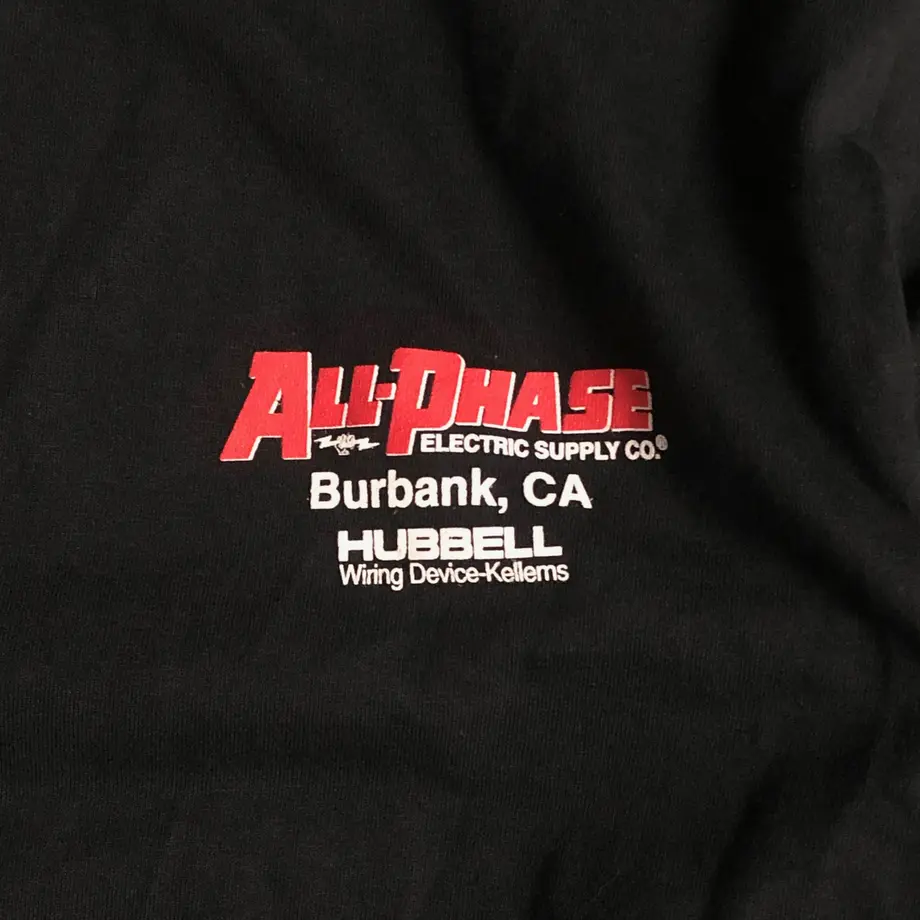 ALL-PHASE
ELECTRIC SUPPLY CO.®
Burbank, CA
HUBBELL
Wiring Device-Kellems